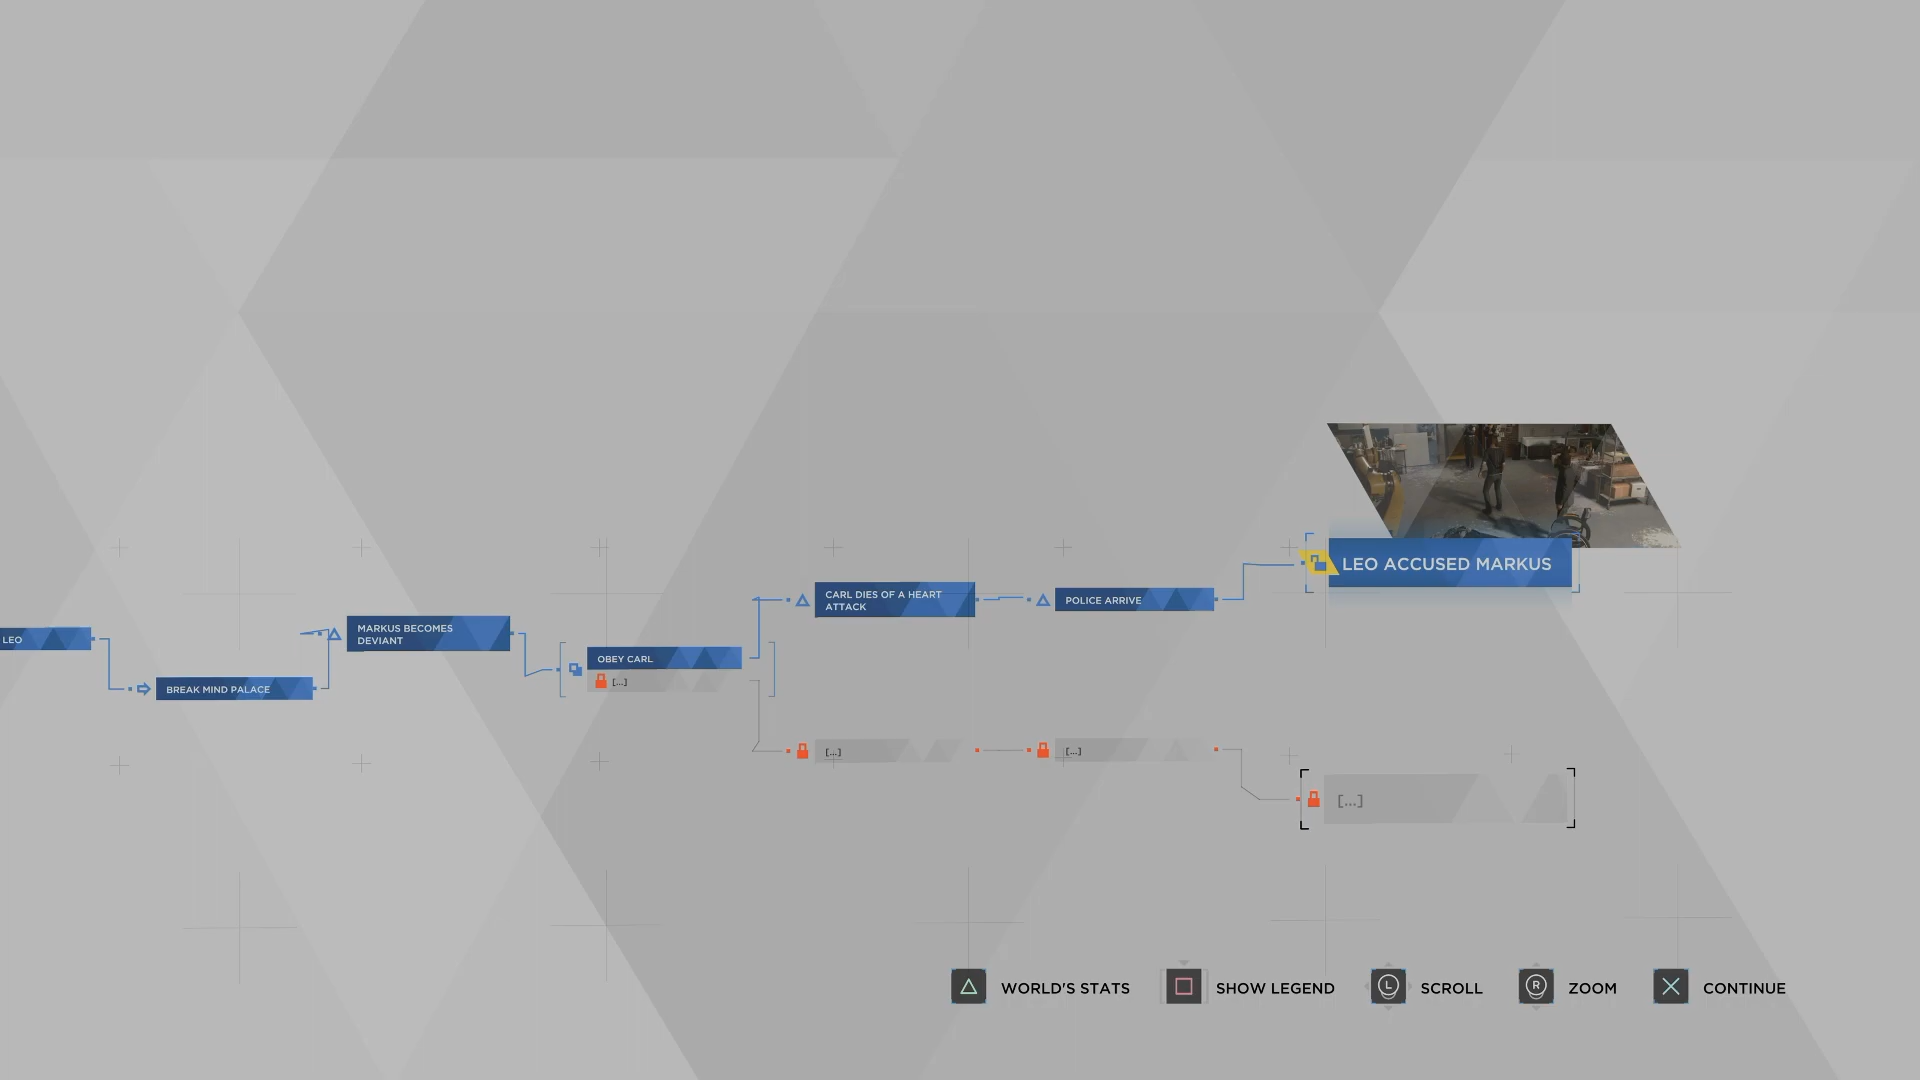 LEO
BREAK MIND PALACE
MARKUS BECOMES
DEVIANT
OBEY CARL
[...]
CARL DIES OF A HEART
ATTACK
POLICE ARRIVE
LEO ACCUSED MARKUS
[...]
[...]
[...]
WORLD'S STATS
SHOW LEGEND
L
SCROLL
R
ZOOM
CONTINUE